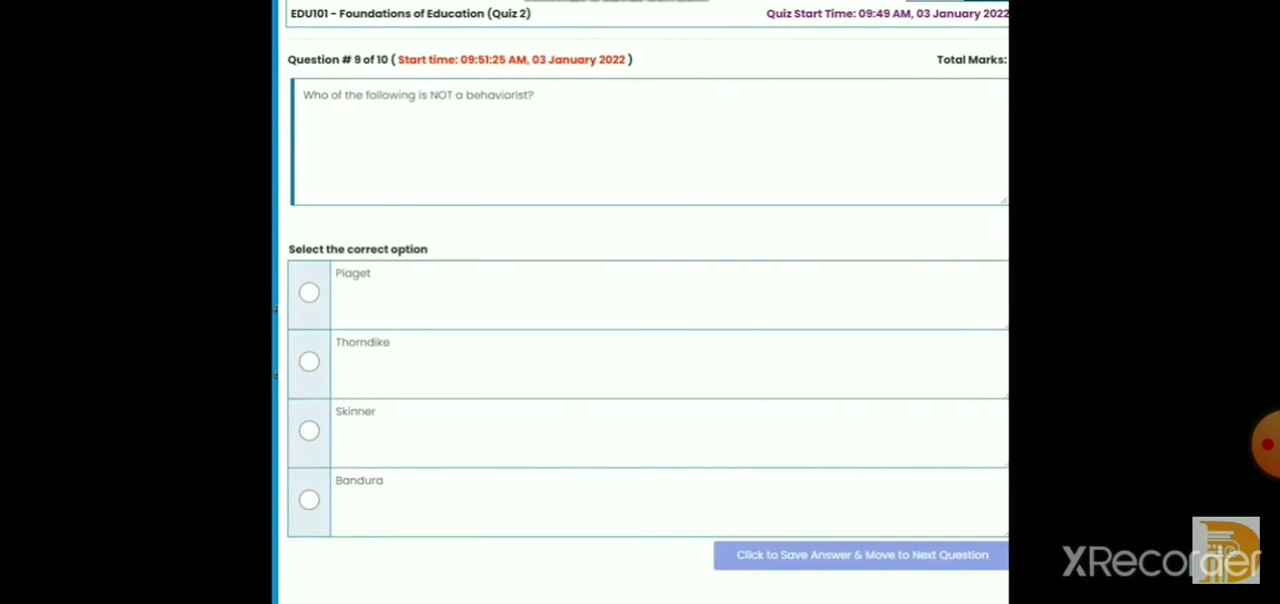 EDU101 - Foundations of Education (Quiz 2)
Quiz Start Time: 09:49 AM, 03 January 2022
Question # 9 of 10 ( Start time: 09:51:25 AM, 03 January 2022 )
Total Marks:
Who of the following is NOT a behaviorist?
Select the correct option
Piaget
Thorndike
Skinner
Bandura
Click to Save Answer & Move to Next Question
XRecorder